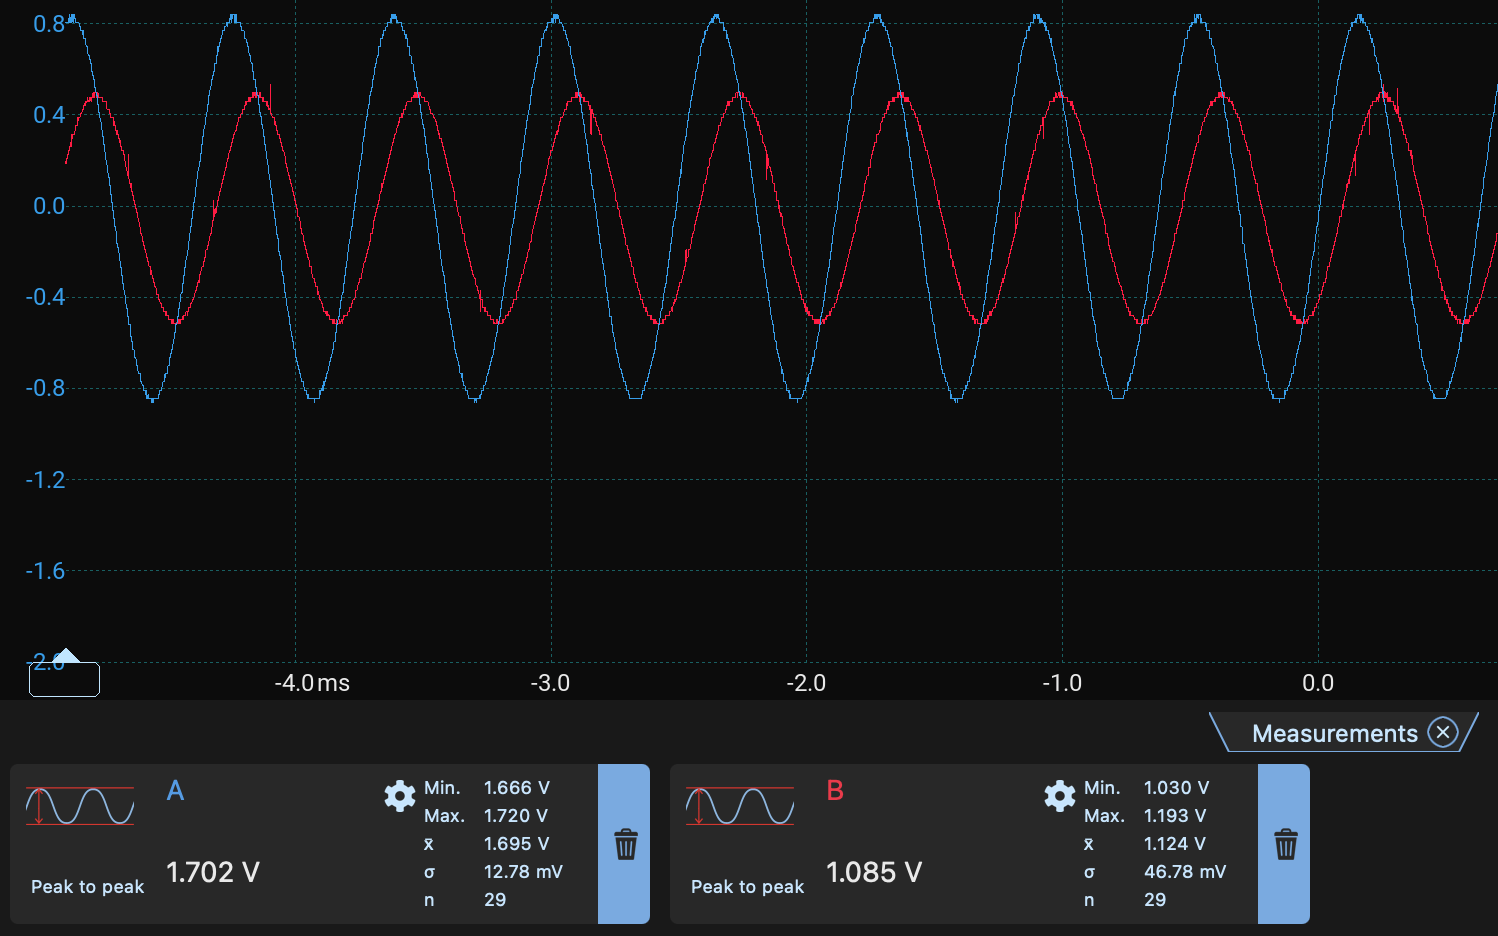 0.8
0.4
0.0
-0.4
-0.8
-1.2
-1.6
-2.0
-4.0 ms -3.0 -2.0 -1.0 0.0
Measurements
A
Peak to peak
1.702 V
Min. 1.666 V
Max. 1.720 V
x̄ 1.695 V
σ 12.78 mV
n 29
B
Peak to peak
1.085 V
Min. 1.030 V
Max. 1.193 V
x̄ 1.124 V
σ 46.78 mV
n 29